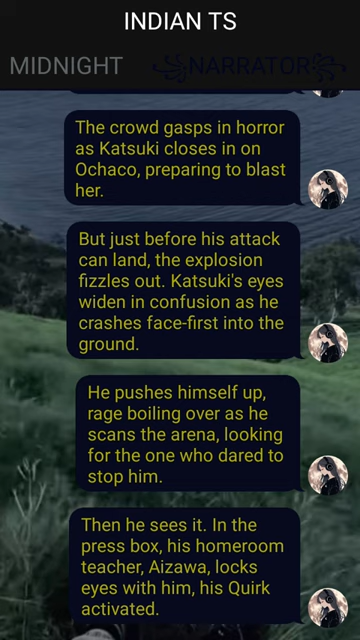 INDIAN TS
MIDNIGHT
NARRATOR
The crowd gasps in horror
as Katsuki closes in on
Ochaco, preparing to blast
her.
But just before his attack
can land, the explosion
fizzles out. Katsuki's eyes
widen in confusion as he
crashes face-first into the
ground.
He pushes himself up,
rage boiling over as he
scans the arena, looking
for the one who dared to
stop him.
Then he sees it. In the
press box, his homeroom
teacher, Aizawa, locks
eyes with him, his Quirk
activated.